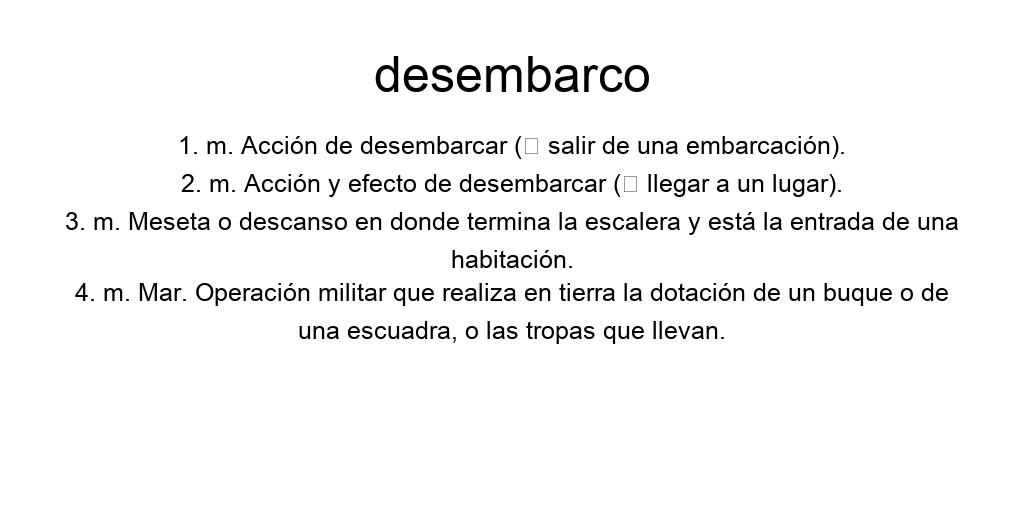 desembarco
1. m. Acción de desembarcar (□ salir de una embarcación).
2. m. Acción y efecto de desembarcar (□ llegar a un lugar).
3. m. Meseta o descanso en donde termina la escalera y está la entrada de una
habitación.
4. m. Mar. Operación militar que realiza en tierra la dotación de un buque o de
una escuadra, o las tropas que llevan.